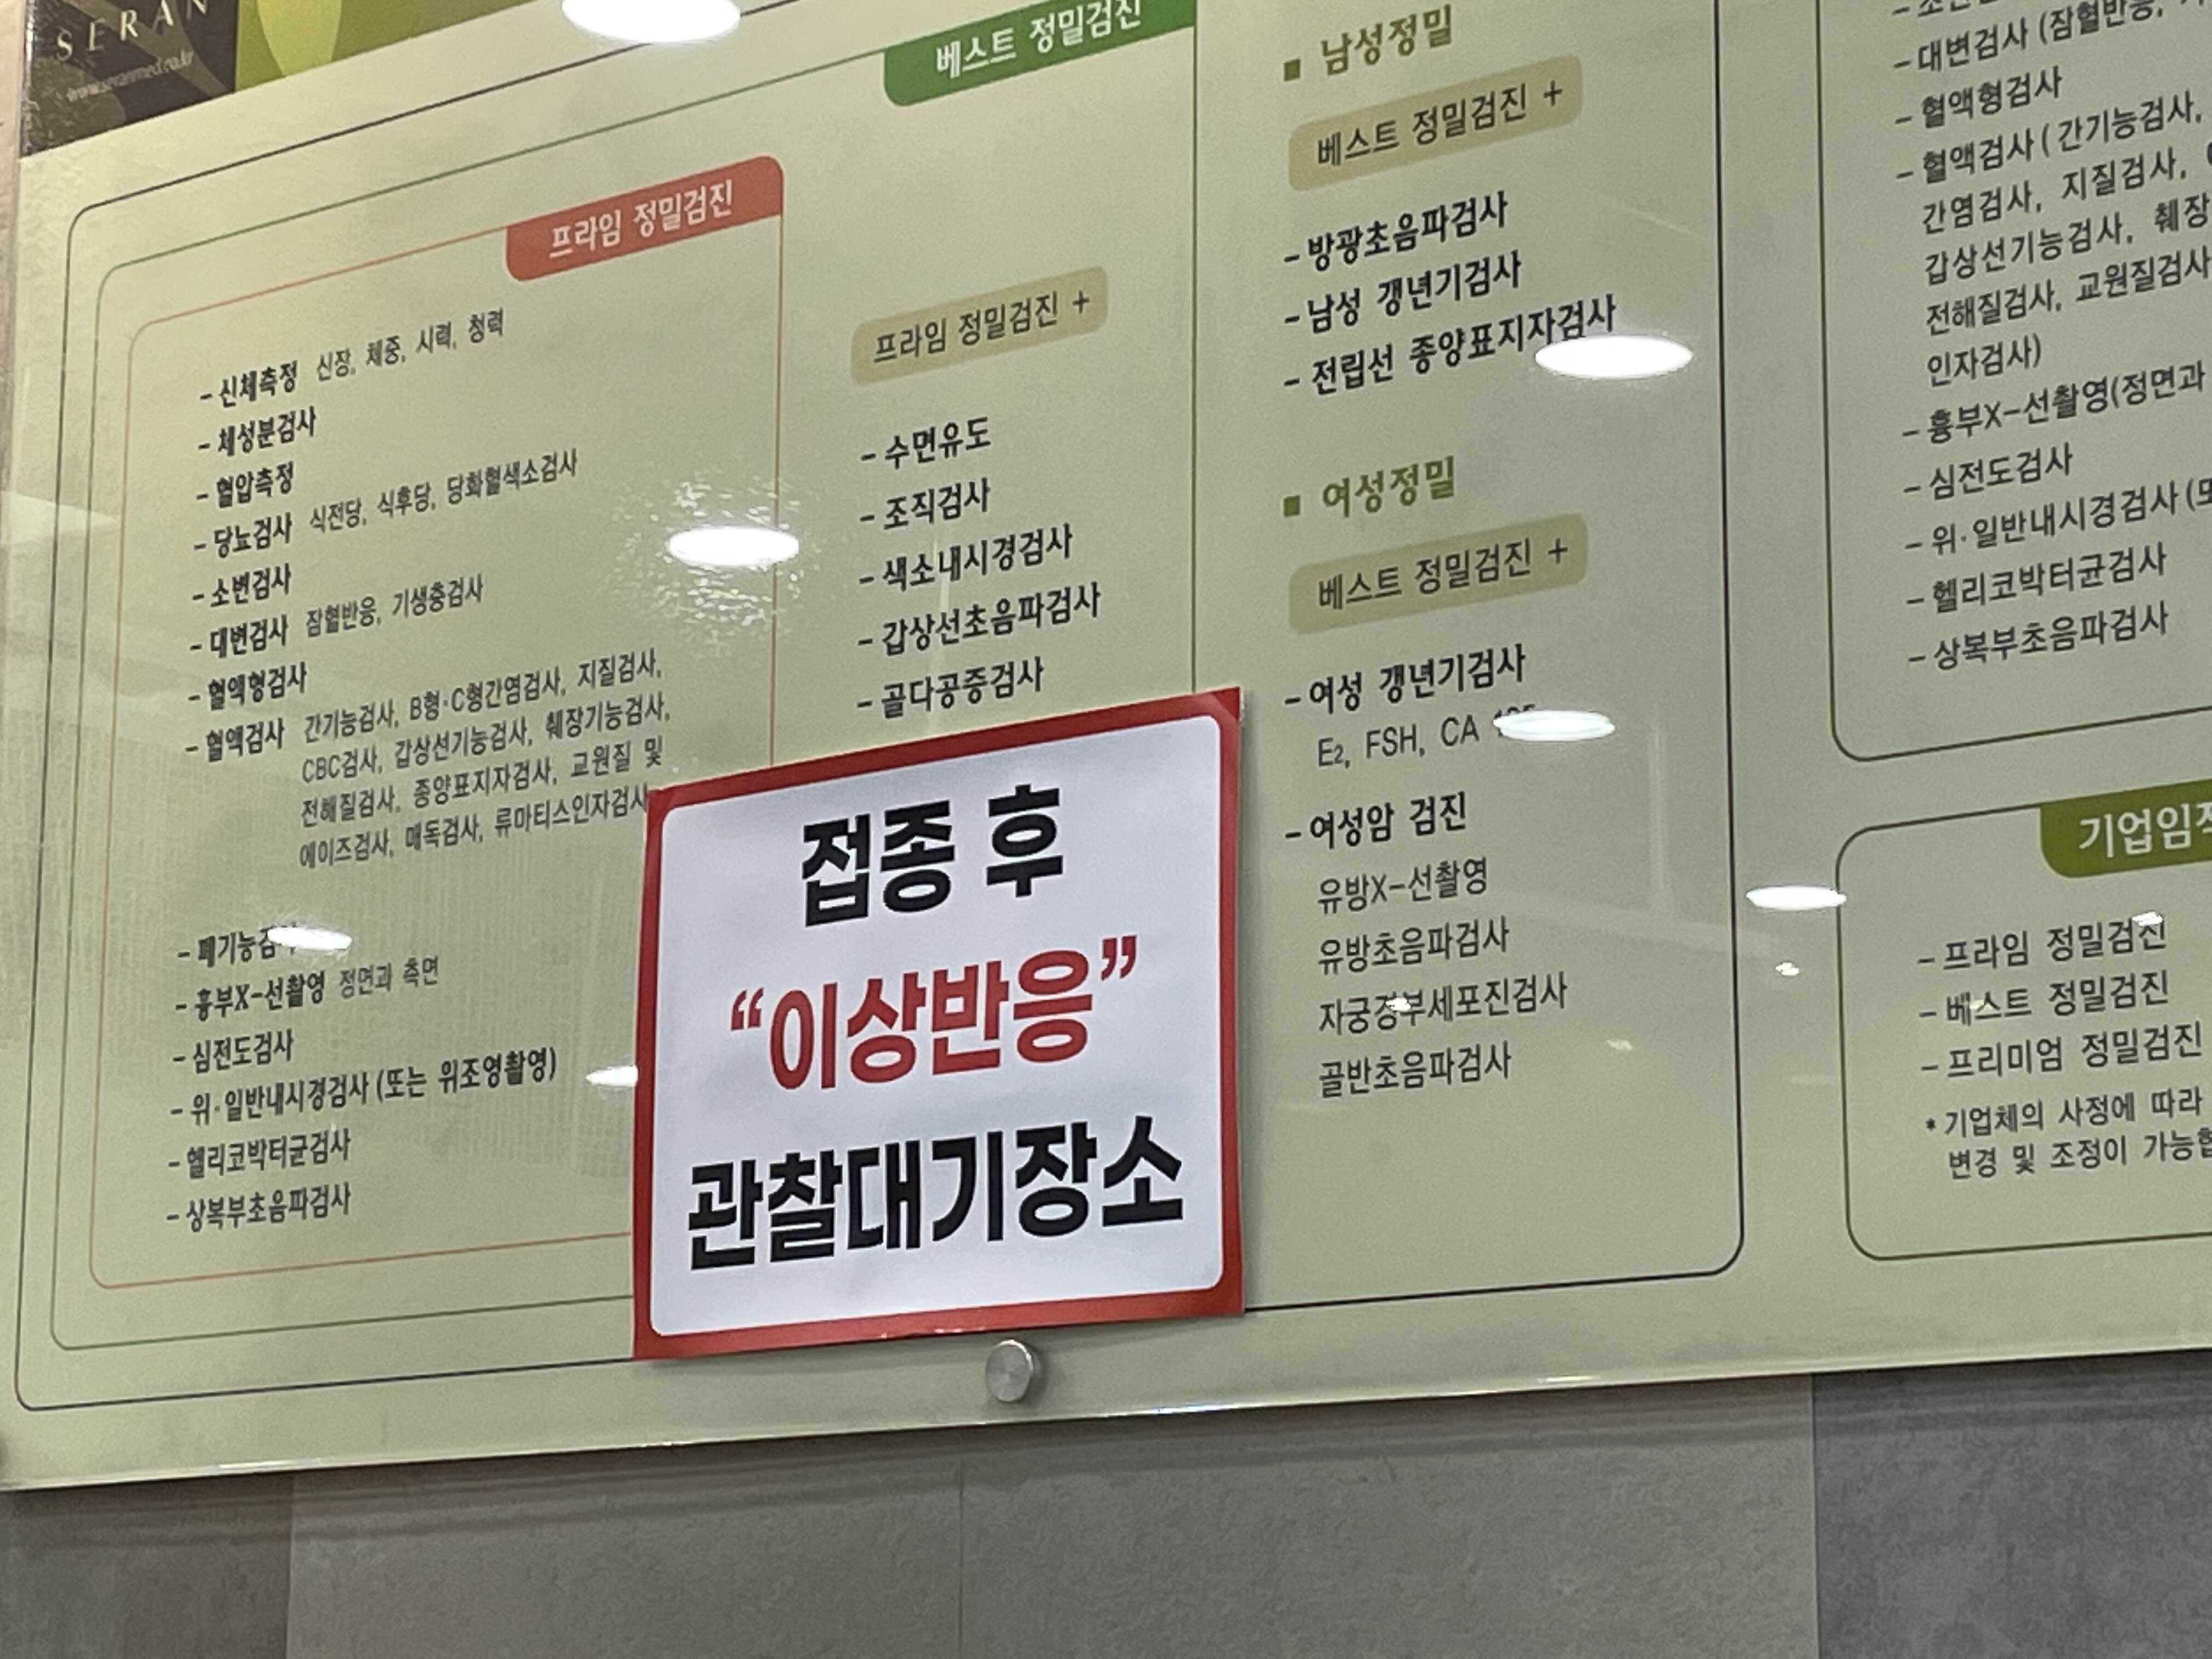 SERAN
www.seranmed.co.kr
베스트 정밀검진
프라임 정밀검진
- 신체측정 신장, 체중, 시력, 청력
- 체성분검사
- 혈압측정
- 당뇨검사 식전당, 식후당, 당화혈색소검사
- 소변검사
- 대변검사 잠혈반응, 기생충검사
- 혈액형검사
- 혈액검사 간기능검사, B형·C형간염검사, 지질검사,
CBC검사, 갑상선기능검사, 췌장기능검사,
전해질검사, 종양표지자검사, 교원질 및
에이즈검사, 매독검사, 류마티스인자검사
- 폐기능검사
- 흉부X-선촬영 정면과 측면
- 심전도검사
- 위·일반내시경검사 (또는 위조영촬영)
- 헬리코박터균검사
- 상복부초음파검사
프라임 정밀검진 +
- 수면유도
- 조직검사
- 색소내시경검사
- 갑상선초음파검사
- 골다공증검사
접종 후
“이상반응”
관찰대기장소
■ 남성정밀
베스트 정밀검진 +
- 방광초음파검사
- 남성 갱년기검사
- 전립선 종양표지자검사
■ 여성정밀
베스트 정밀검진 +
- 여성 갱년기검사
E2, FSH, CA
- 여성암 검진
유방X-선촬영
유방초음파검사
자궁경부세포진검사
골반초음파검사
- 대변검사 (잠혈반응,
- 혈액형검사
- 혈액검사 ( 간기능검사,
간염검사, 지질검사,
갑상선기능검사, 췌장
전해질검사, 교원질검사
인자검사)
- 흉부X-선촬영(정면과
- 심전도검사
- 위·일반내시경검사 (또
- 헬리코박터균검사
- 상복부초음파검사
기업임직
- 프라임 정밀검진
- 베스트 정밀검진
- 프리미엄 정밀검진
* 기업체의 사정에 따라
변경 및 조정이 가능합